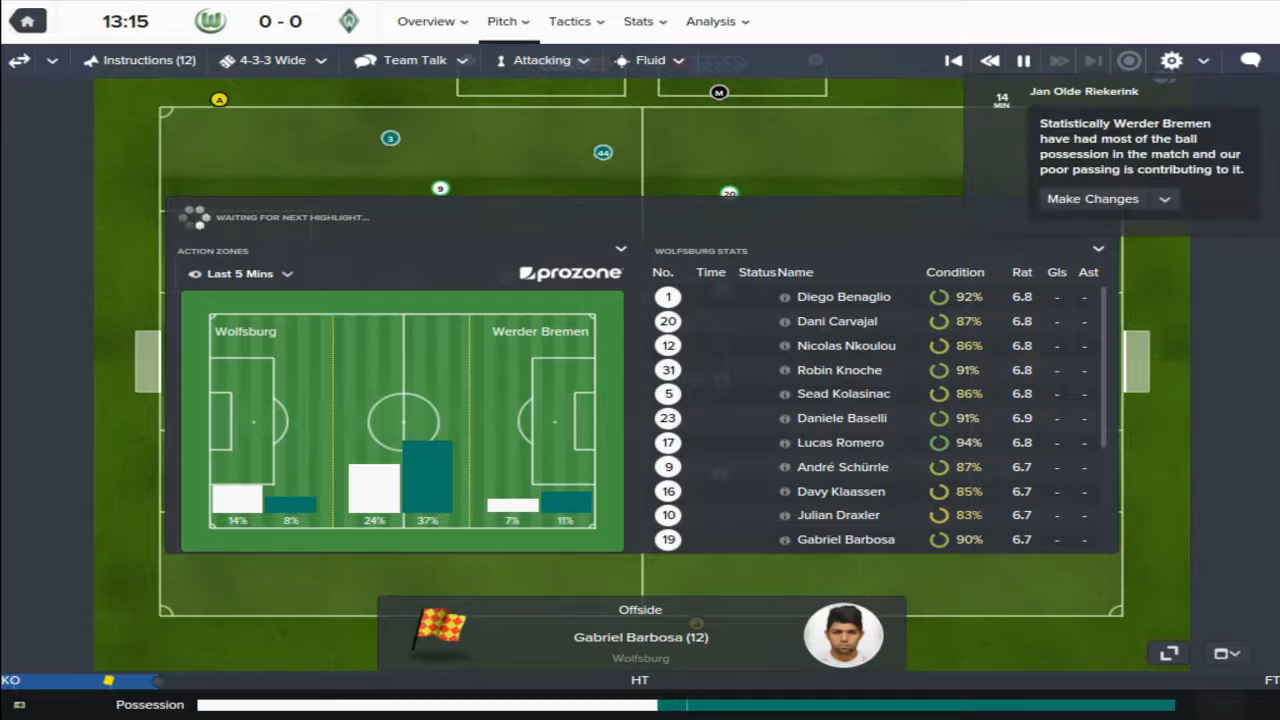 13:15 0 - 0 Overview Pitch Tactics Stats Analysis
Instructions (12) 4-3-3 Wide Team Talk Attacking Fluid
A
M
14 MIN
Jan Olde Riekerink
Statistically Werder Bremen
have had most of the ball
possession in the match and our
poor passing is contributing to it.
Make Changes
3
44
9
20
WAITING FOR NEXT HIGHLIGHT...
ACTION ZONES
Last 5 Mins
prozone
Wolfsburg Werder Bremen
14% 8% 24% 37% 7% 11%
WOLFSBURG STATS
No. Time Status Name Condition Rat Gls Ast
1 Diego Benaglio 92% 6.8 - -
20 Dani Carvajal 87% 6.8 - -
12 Nicolas Nkoulou 86% 6.8 - -
31 Robin Knoche 91% 6.8 - -
5 Sead Kolasinac 86% 6.8 - -
23 Daniele Baselli 91% 6.9 - -
17 Lucas Romero 94% 6.8 - -
9 André Schürrle 87% 6.7 - -
16 Davy Klaassen 85% 6.7 - -
10 Julian Draxler 83% 6.7 - -
19 Gabriel Barbosa 90% 6.7 - -
Offside
Gabriel Barbosa (12)
Wolfsburg
KO HT FT
Possession